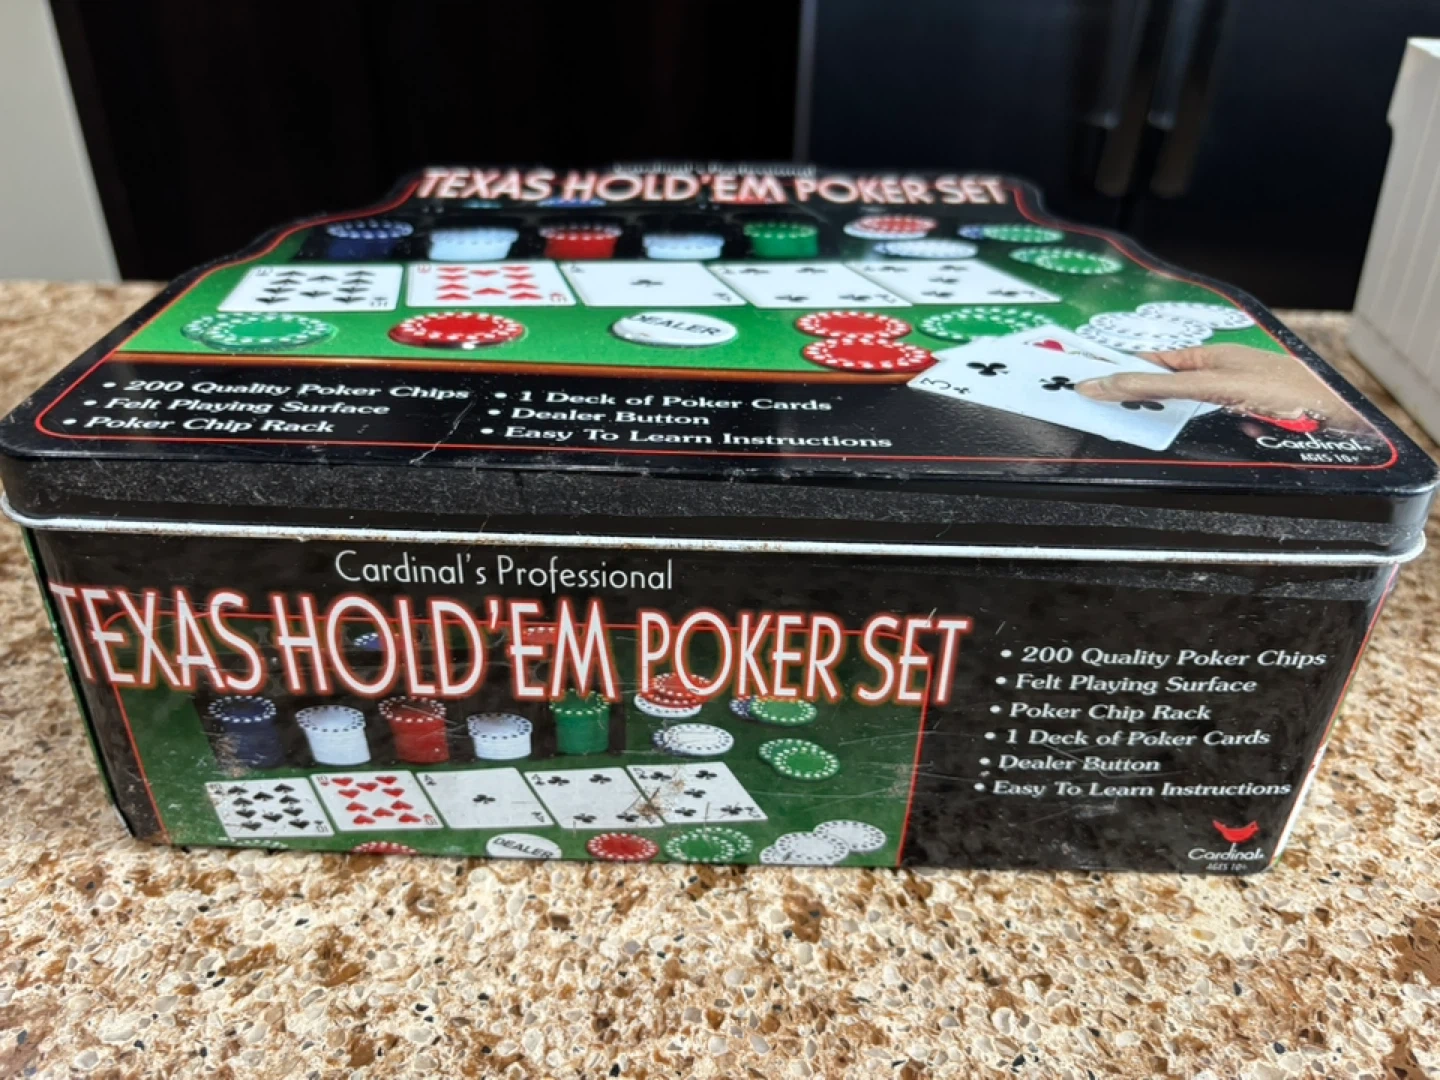 Cardinal's Professional
TEXAS HOLD'EM POKER SET
DEALER
3
• 200 Quality Poker Chips
• Felt Playing Surface
• Poker Chip Rack
• 1 Deck of Poker Cards
• Dealer Button
• Easy To Learn Instructions
Cardinal®
AGES 10+
Cardinal's Professional
TEXAS HOLD'EM POKER SET
• 200 Quality Poker Chips
• Felt Playing Surface
• Poker Chip Rack
• 1 Deck of Poker Cards
• Dealer Button
• Easy To Learn Instructions
DEALER
Cardinal®
AGES 10+